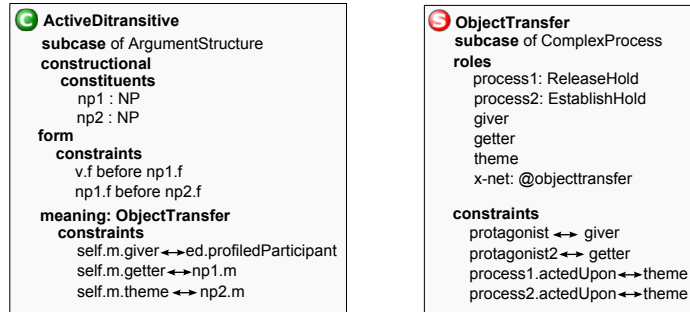 C ActiveDitransitive
subcase of ArgumentStructure
constructional
constituents
np1 : NP
np2 : NP
form
constraints
v.f before np1.f
np1.f before np2.f
meaning: ObjectTransfer
constraints
self.m.giver↔ed.profiledParticipant
self.m.getter↔np1.m
self.m.theme ↔ np2.m
S ObjectTransfer
subcase of ComplexProcess
roles
process1: ReleaseHold
process2: EstablishHold
giver
getter
theme
x-net: @objecttransfer
constraints
protagonist ↔ giver
protagonist2 ↔ getter
process1.actedUpon↔theme
process2.actedUpon↔theme